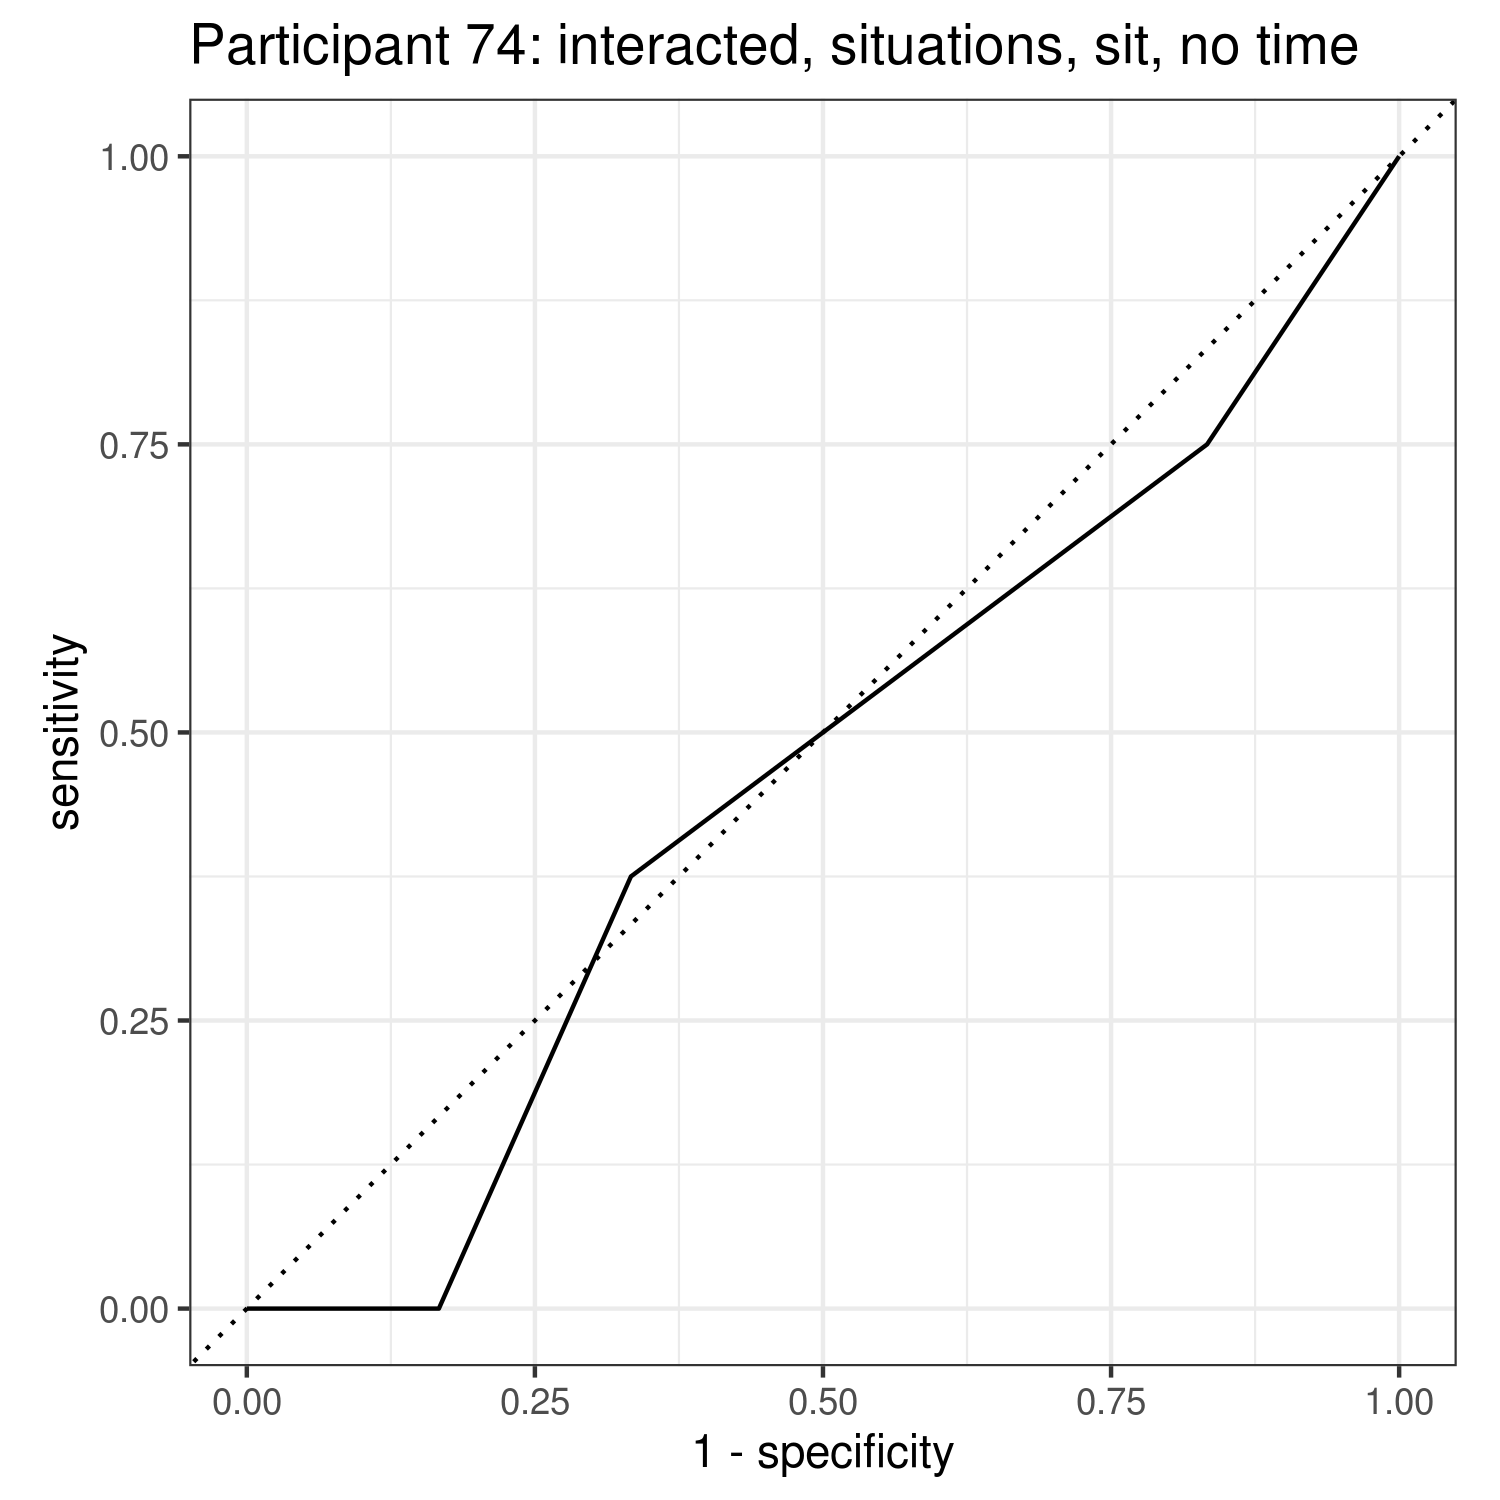 Participant 74: interacted, situations, sit, no time
1.00
0.75
0.50
0.25
0.00
sensitivity
0.00 0.25 0.50 0.75 1.00
1 - specificity